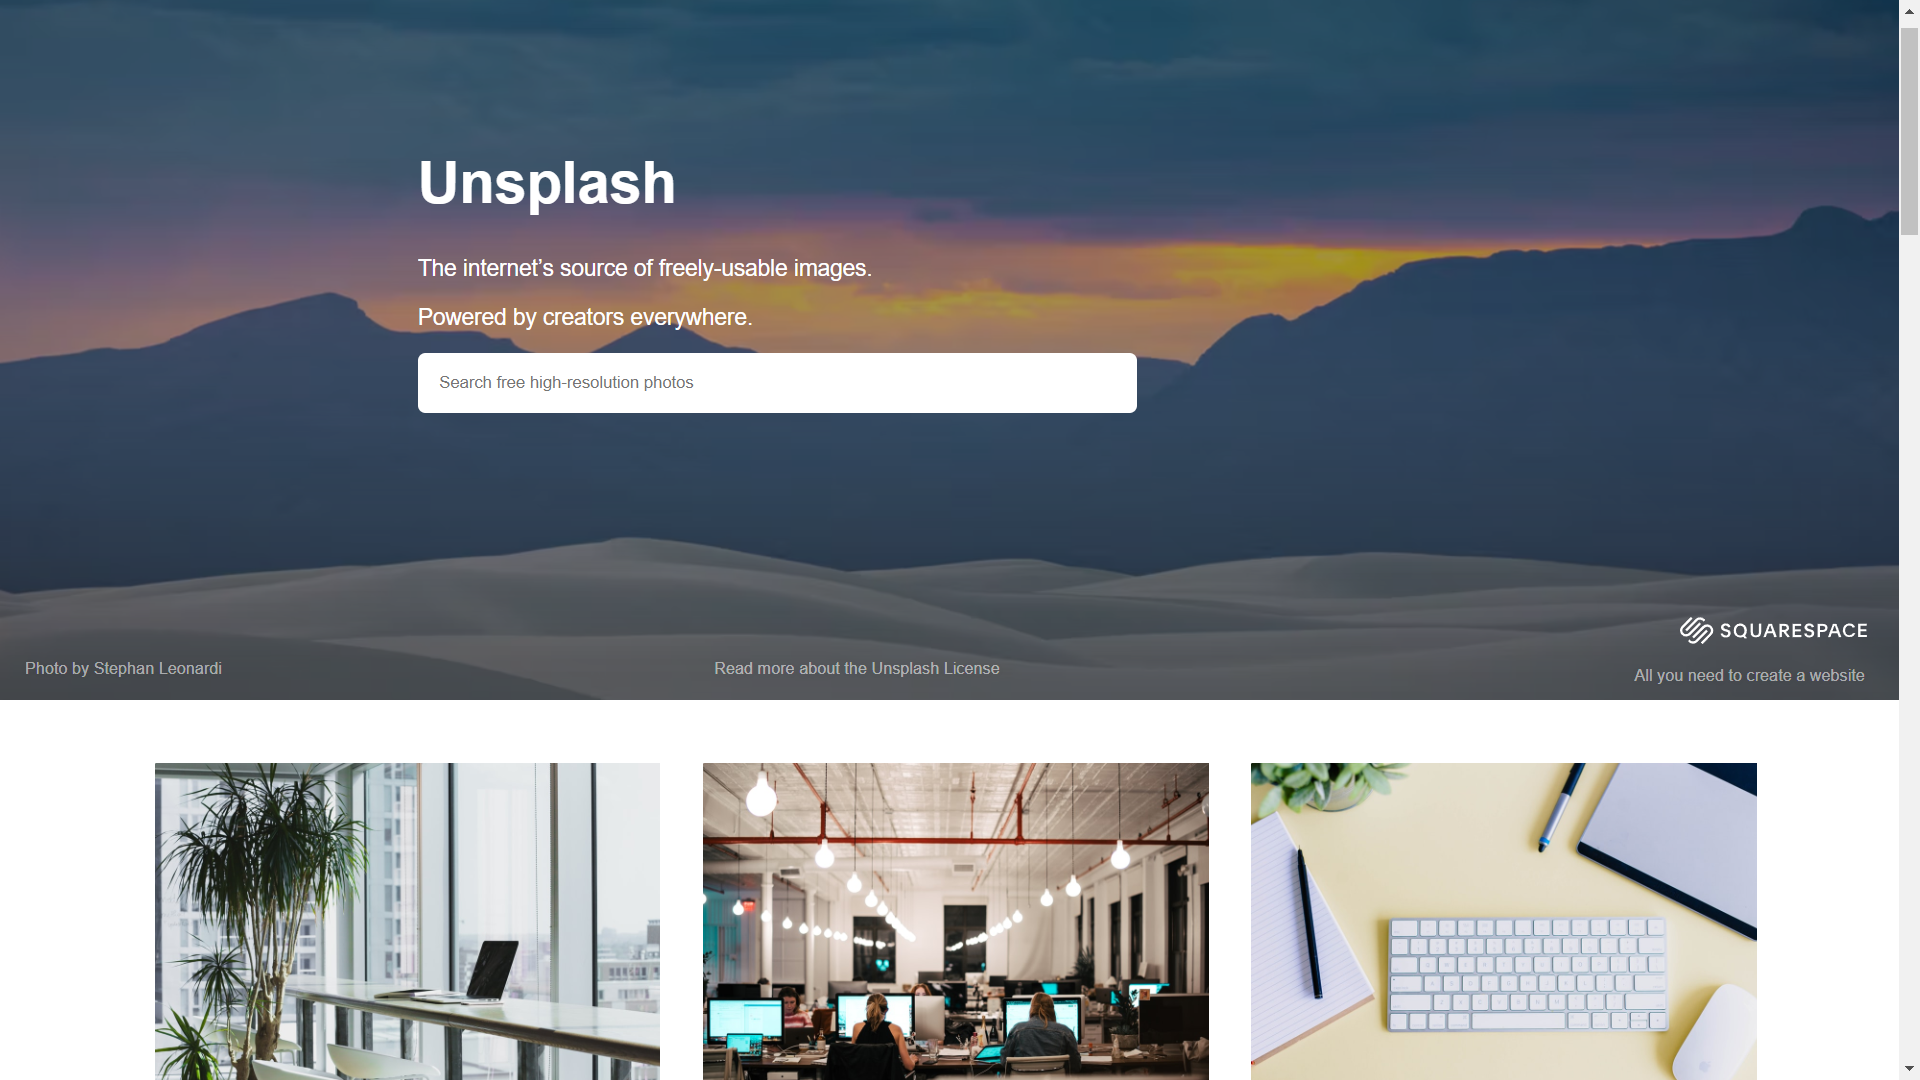 Unsplash
The internet’s source of freely-usable images.
Powered by creators everywhere.
Search free high-resolution photos
SQUARESPACE
Photo by Stephan Leonardi
Read more about the Unsplash License
All you need to create a website